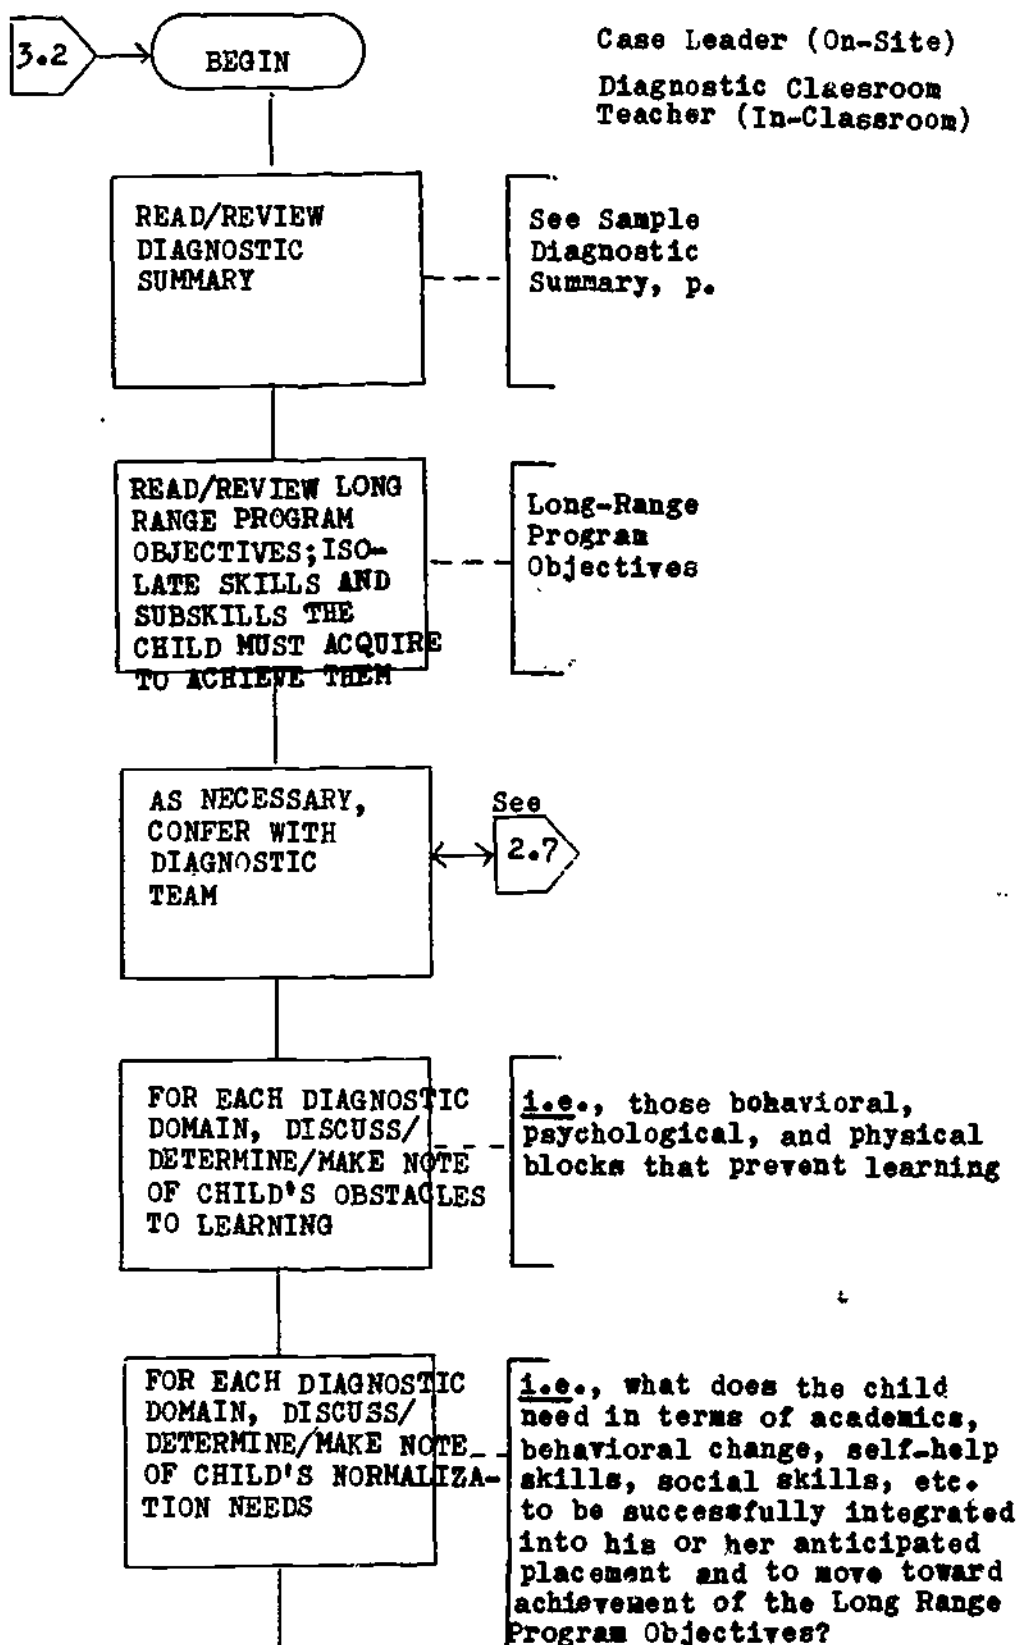 3.2
BEGIN
Case Leader (On-Site)
Diagnostic Claesroom
Teacher (In-Classroom)
READ/REVIEW
DIAGNOSTIC
SUMMARY
See Sample
Diagnostic
Summary, p.
READ/REVIEW LONG
RANGE PROGRAM
OBJECTIVES; ISO-
LATE SKILLS AND
SUBSKILLS THE
CHILD MUST ACQUIRE
TO ACHIEVE THEM
Long-Range
Program
Objectives
AS NECESSARY,
CONFER WITH
DIAGNOSTIC
TEAM
See
2.7
FOR EACH DIAGNOSTIC
DOMAIN, DISCUSS/
DETERMINE/MAKE NOTE
OF CHILD'S OBSTACLES
TO LEARNING
i.e., those behavioral,
psychological, and physical
blocks that prevent learning
FOR EACH DIAGNOSTIC
DOMAIN, DISCUSS/
DETERMINE/MAKE NOTE
OF CHILD'S NORMALIZA-
TION NEEDS
i.e., what does the child
need in terms of academics,
behavioral change, self-help
skills, social skills, etc.
to be successfully integrated
into his or her anticipated
placement and to move toward
achievement of the Long Range
Program Objectives?